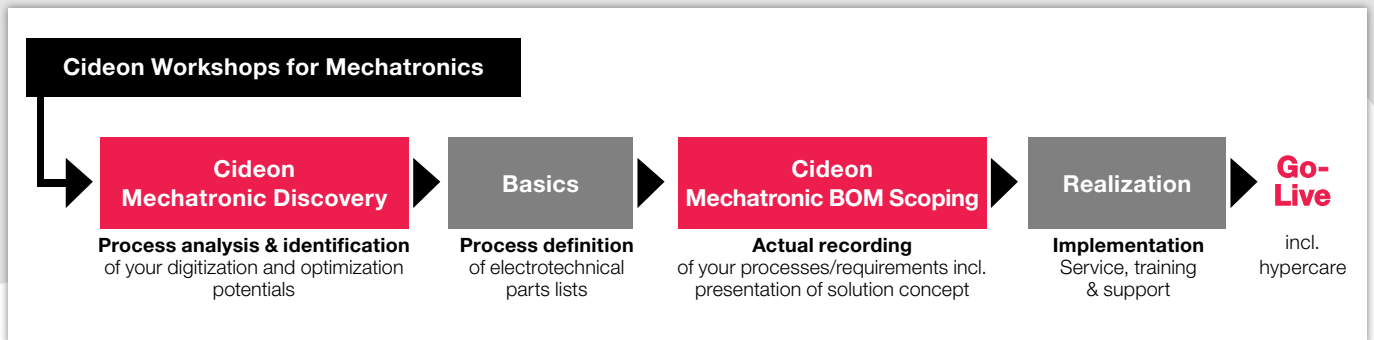 Cideon Workshops for Mechatronics
Cideon
Mechatronic Discovery
Process analysis & identification
of your digitization and optimization
potentials
Basics
Process definition
of electrotechnical
parts lists
Cideon
Mechatronic BOM Scoping
Actual recording
of your processes/requirements incl.
presentation of solution concept
Realization
Implementation
Service, training
& support
Go-
Live
incl.
hypercare